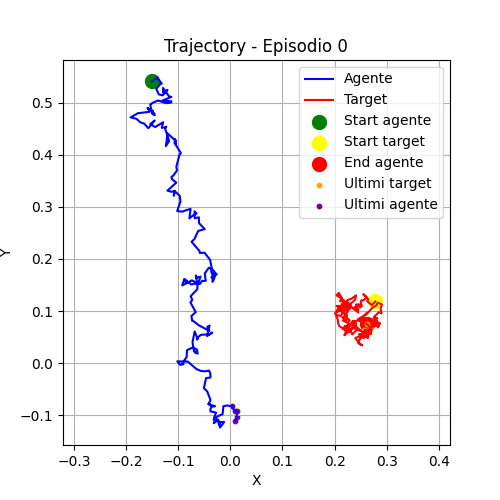 Trajectory - Episodio 0
Agente
Target
Start agente
Start target
End agente
Ultimi target
Ultimi agente
Y
0.5
0.4
0.3
0.2
0.1
0.0
−0.1
−0.3 −0.2 −0.1 0.0 0.1 0.2 0.3 0.4
X